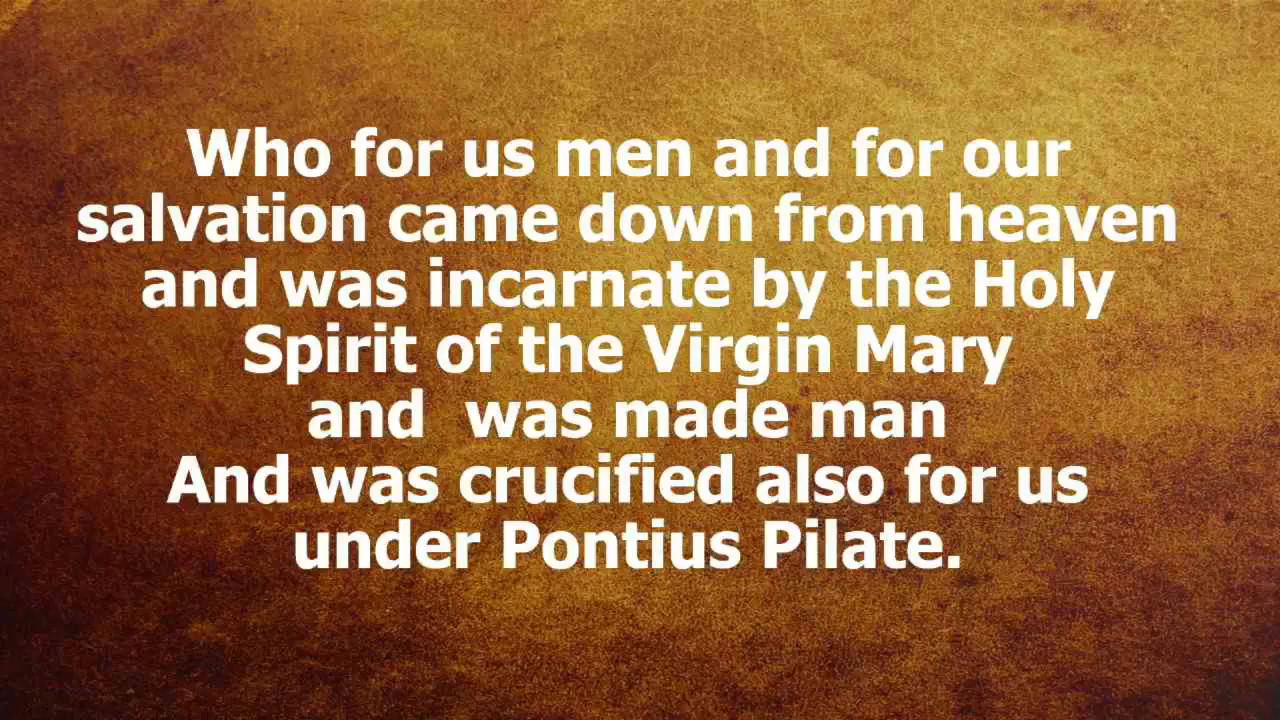 Who for us men and for our
salvation came down from heaven
and was incarnate by the Holy
Spirit of the Virgin Mary
and  was made man
And was crucified also for us
under Pontius Pilate.